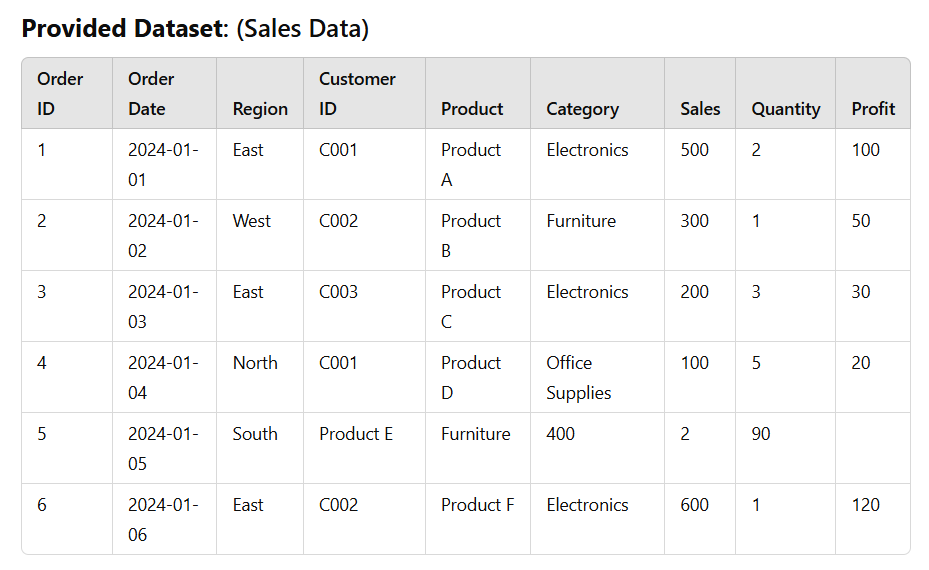 Provided Dataset: (Sales Data)
Order ID | Order Date | Region | Customer ID | Product | Category | Sales | Quantity | Profit
1 | 2024-01-01 | East | C001 | Product A | Electronics | 500 | 2 | 100
2 | 2024-01-02 | West | C002 | Product B | Furniture | 300 | 1 | 50
3 | 2024-01-03 | East | C003 | Product C | Electronics | 200 | 3 | 30
4 | 2024-01-04 | North | C001 | Product D | Office Supplies | 100 | 5 | 20
5 | 2024-01-05 | South | Product E | Furniture | 400 | 2 | 90 |
6 | 2024-01-06 | East | C002 | Product F | Electronics | 600 | 1 | 120